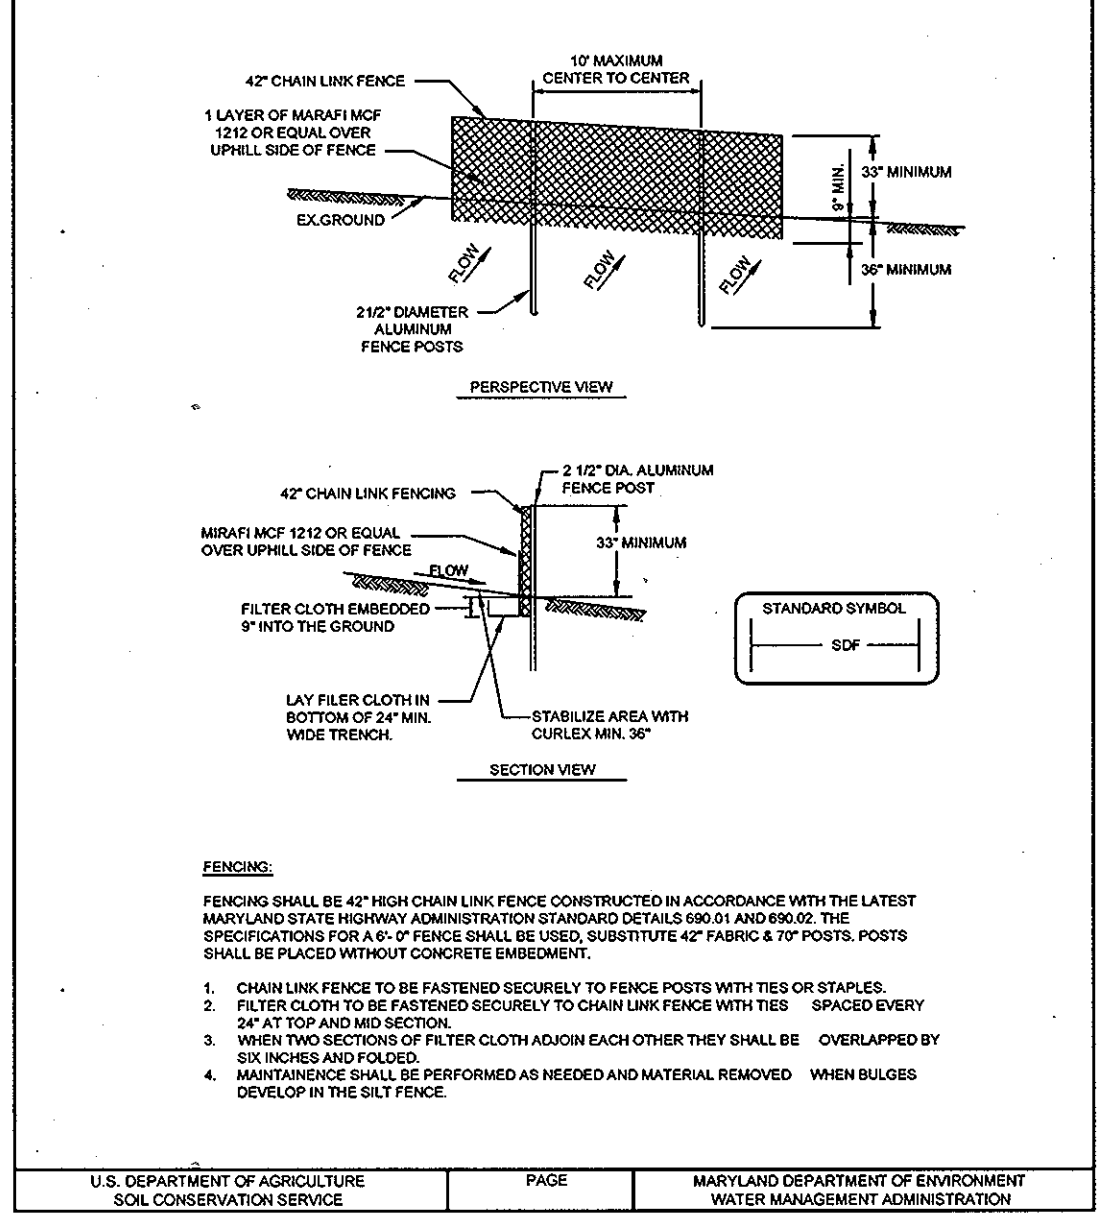 10' MAXIMUM
CENTER TO CENTER
42" CHAIN LINK FENCE
1 LAYER OF MARAFI MCF
1212 OR EQUAL OVER
UPHILL SIDE OF FENCE
9" MIN.
33" MINIMUM
EX.GROUND
FLOW
FLOW
FLOW
36" MINIMUM
21/2" DIAMETER
ALUMINUM
FENCE POSTS
PERSPECTIVE VIEW
2 1/2" DIA. ALUMINUM
FENCE POST
42" CHAIN LINK FENCING
MIRAFI MCF 1212 OR EQUAL
OVER UPHILL SIDE OF FENCE
33" MINIMUM
FLOW
FILTER CLOTH EMBEDDED
9" INTO THE GROUND
STANDARD SYMBOL
SDF
LAY FILER CLOTH IN
BOTTOM OF 24" MIN.
WIDE TRENCH.
STABILIZE AREA WITH
CURLEX MIN. 36"
SECTION VIEW
FENCING:
FENCING SHALL BE 42" HIGH CHAIN LINK FENCE CONSTRUCTED IN ACCORDANCE WITH THE LATEST
MARYLAND STATE HIGHWAY ADMINISTRATION STANDARD DETAILS 690.01 AND 690.02. THE
SPECIFICATIONS FOR A 6'- 0" FENCE SHALL BE USED, SUBSTITUTE 42" FABRIC & 70" POSTS. POSTS
SHALL BE PLACED WITHOUT CONCRETE EMBEDMENT.
1. CHAIN LINK FENCE TO BE FASTENED SECURELY TO FENCE POSTS WITH TIES OR STAPLES.
2. FILTER CLOTH TO BE FASTENED SECURELY TO CHAIN LINK FENCE WITH TIES SPACED EVERY
24" AT TOP AND MID SECTION.
3. WHEN TWO SECTIONS OF FILTER CLOTH ADJOIN EACH OTHER THEY SHALL BE OVERLAPPED BY
SIX INCHES AND FOLDED.
4. MAINTAINENCE SHALL BE PERFORMED AS NEEDED AND MATERIAL REMOVED WHEN BULGES
DEVELOP IN THE SILT FENCE.
U.S. DEPARTMENT OF AGRICULTURE
SOIL CONSERVATION SERVICE
PAGE
MARYLAND DEPARTMENT OF ENVIRONMENT
WATER MANAGEMENT ADMINISTRATION